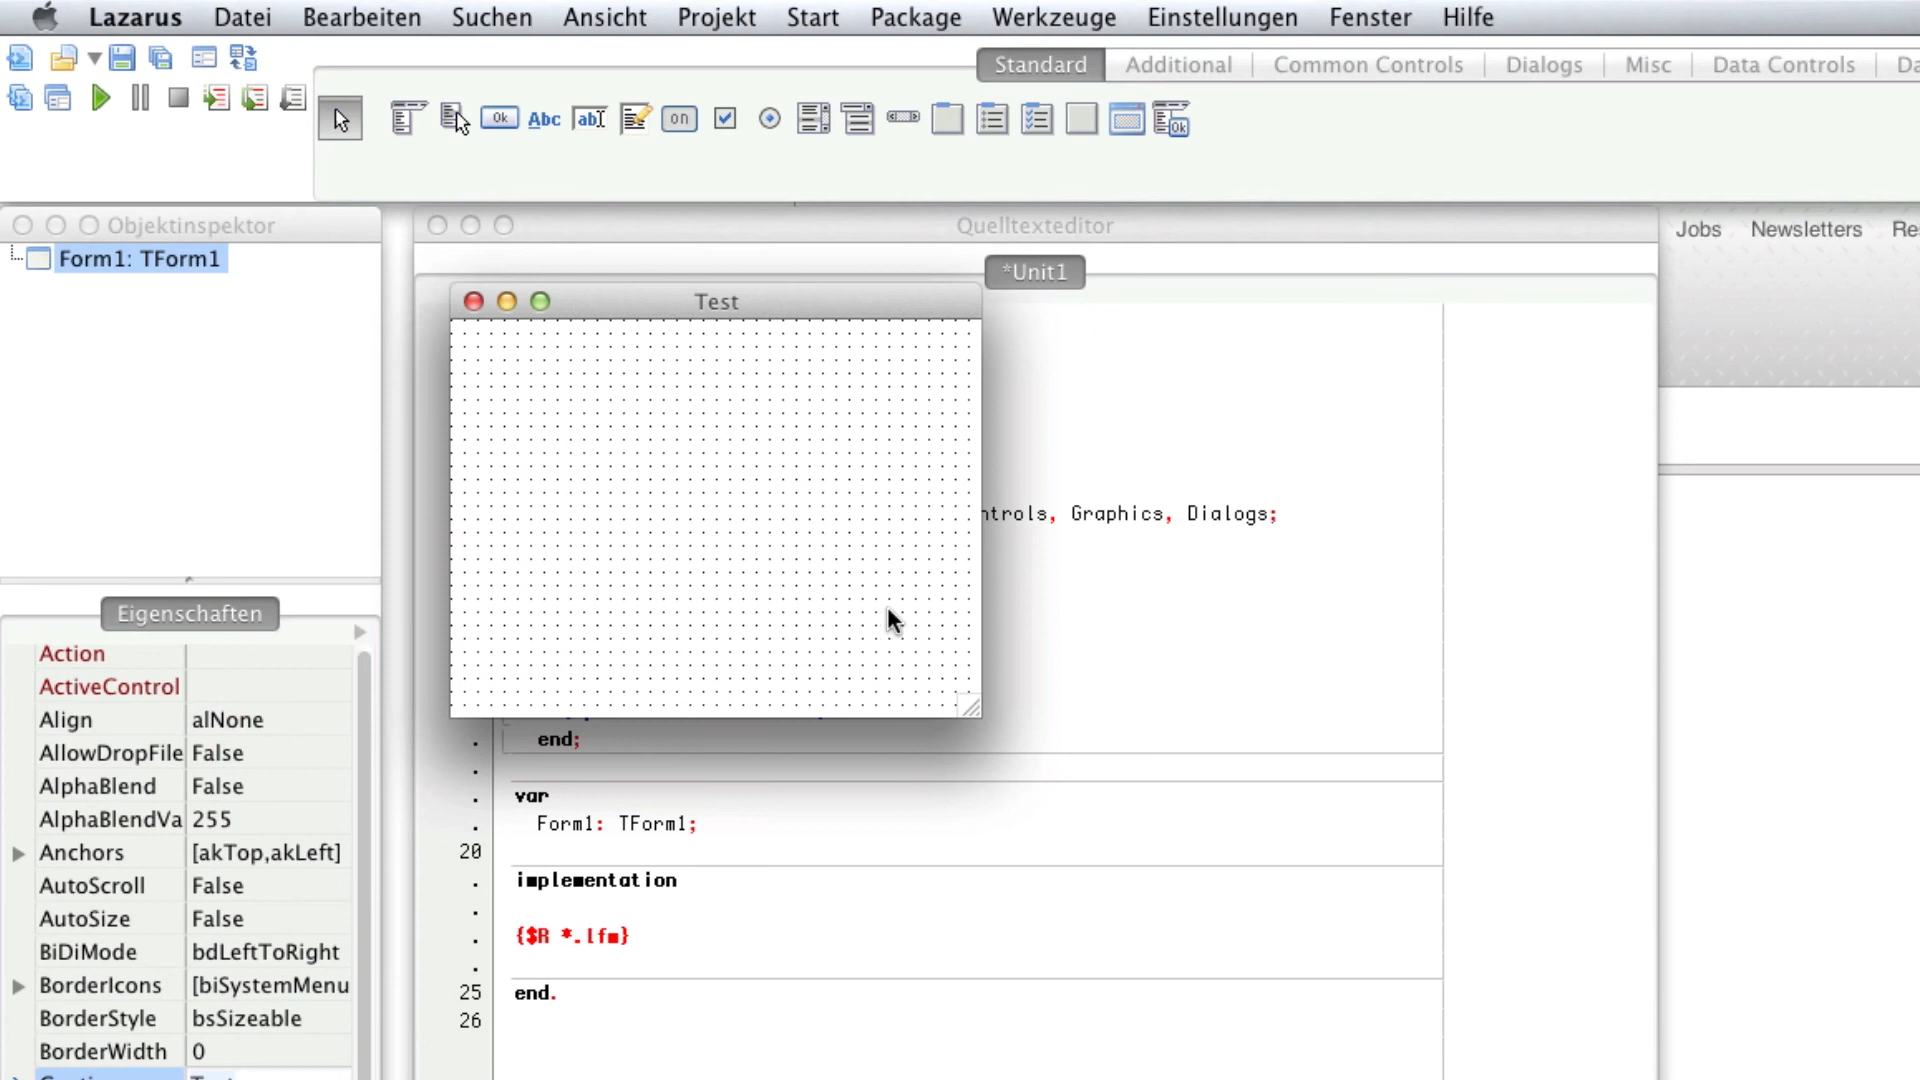 Lazarus Datei Bearbeiten Suchen Ansicht Projekt Start Package Werkzeuge Einstellungen Fenster Hilfe
Standard Additional Common Controls Dialogs Misc Data Controls
Ok Abc ab on Ok
Objektinspektor
Form1: TForm1
Quelltexteditor
Jobs Newsletters
*Unit1
Test
ntrols, Graphics, Dialogs;
end;
var
Form1: TForm1;
20
implementation
{$R *.lfm}
25 end.
26
Eigenschaften
Action
ActiveControl
Align alNone
AllowDropFile False
AlphaBlend False
AlphaBlendVa 255
Anchors [akTop,akLeft]
AutoScroll False
AutoSize False
BiDiMode bdLeftToRight
BorderIcons [biSystemMenu
BorderStyle bsSizeable
BorderWidth 0